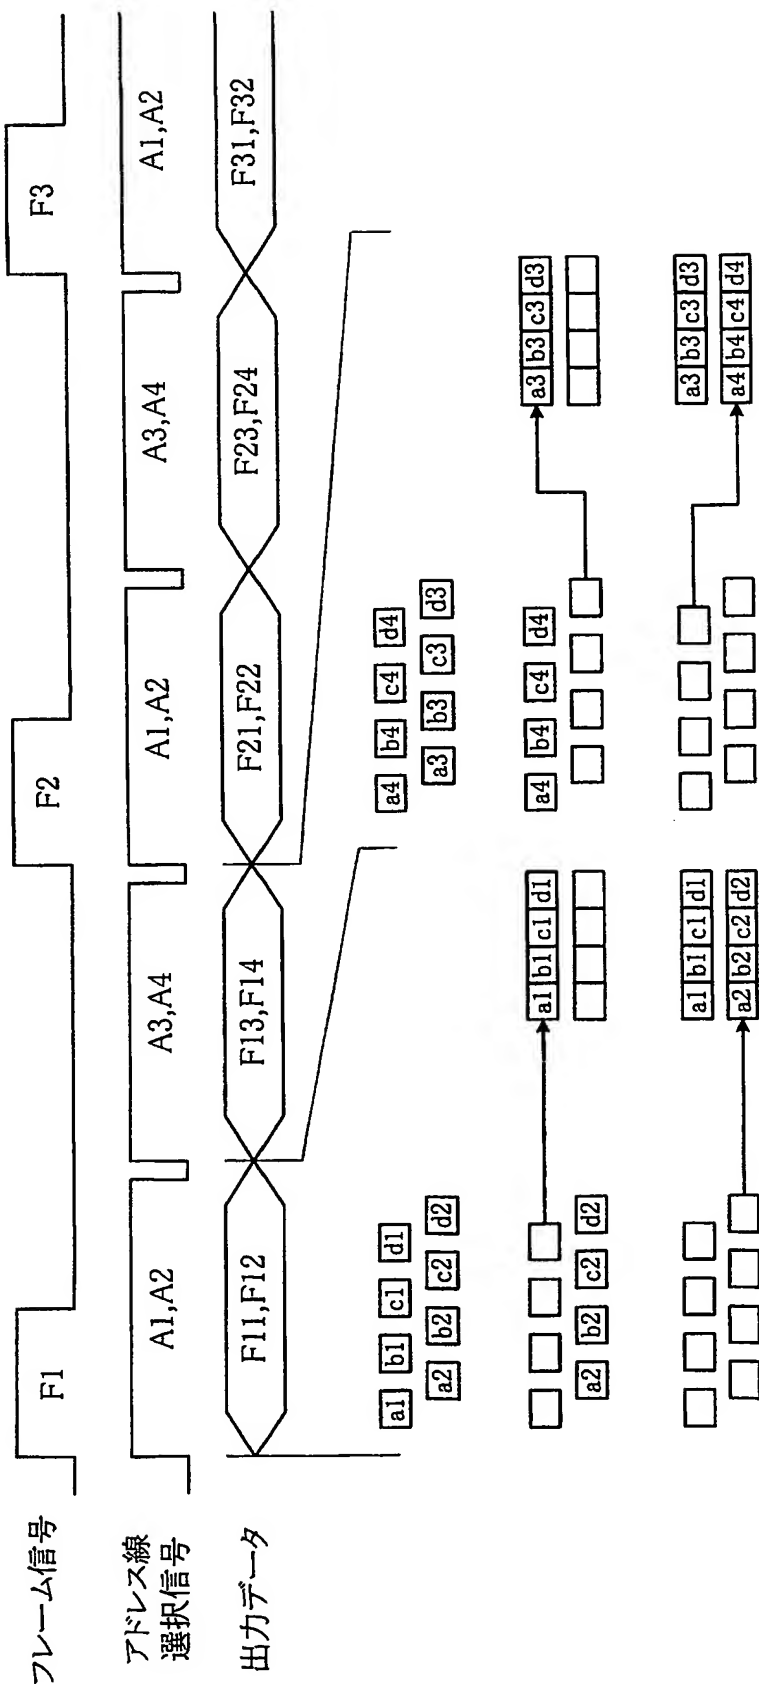 フレーム信号
F1
F2
F3
アドレス線
選択信号
A1,A2
A3,A4
A1,A2
A3,A4
A1,A2
出力データ
F11,F12
F13,F14
F21,F22
F23,F24
F31,F32
a1 b1 c1 d1
a2 b2 c2 d2
a4 b4 c4 d4
a3 b3 c3 d3
a2 b2 c2 d2
a1 b1 c1 d1
a4 b4 c4 d4
a3 b3 c3 d3
a1 b1 c1 d1
a2 b2 c2 d2
a3 b3 c3 d3
a4 b4 c4 d4